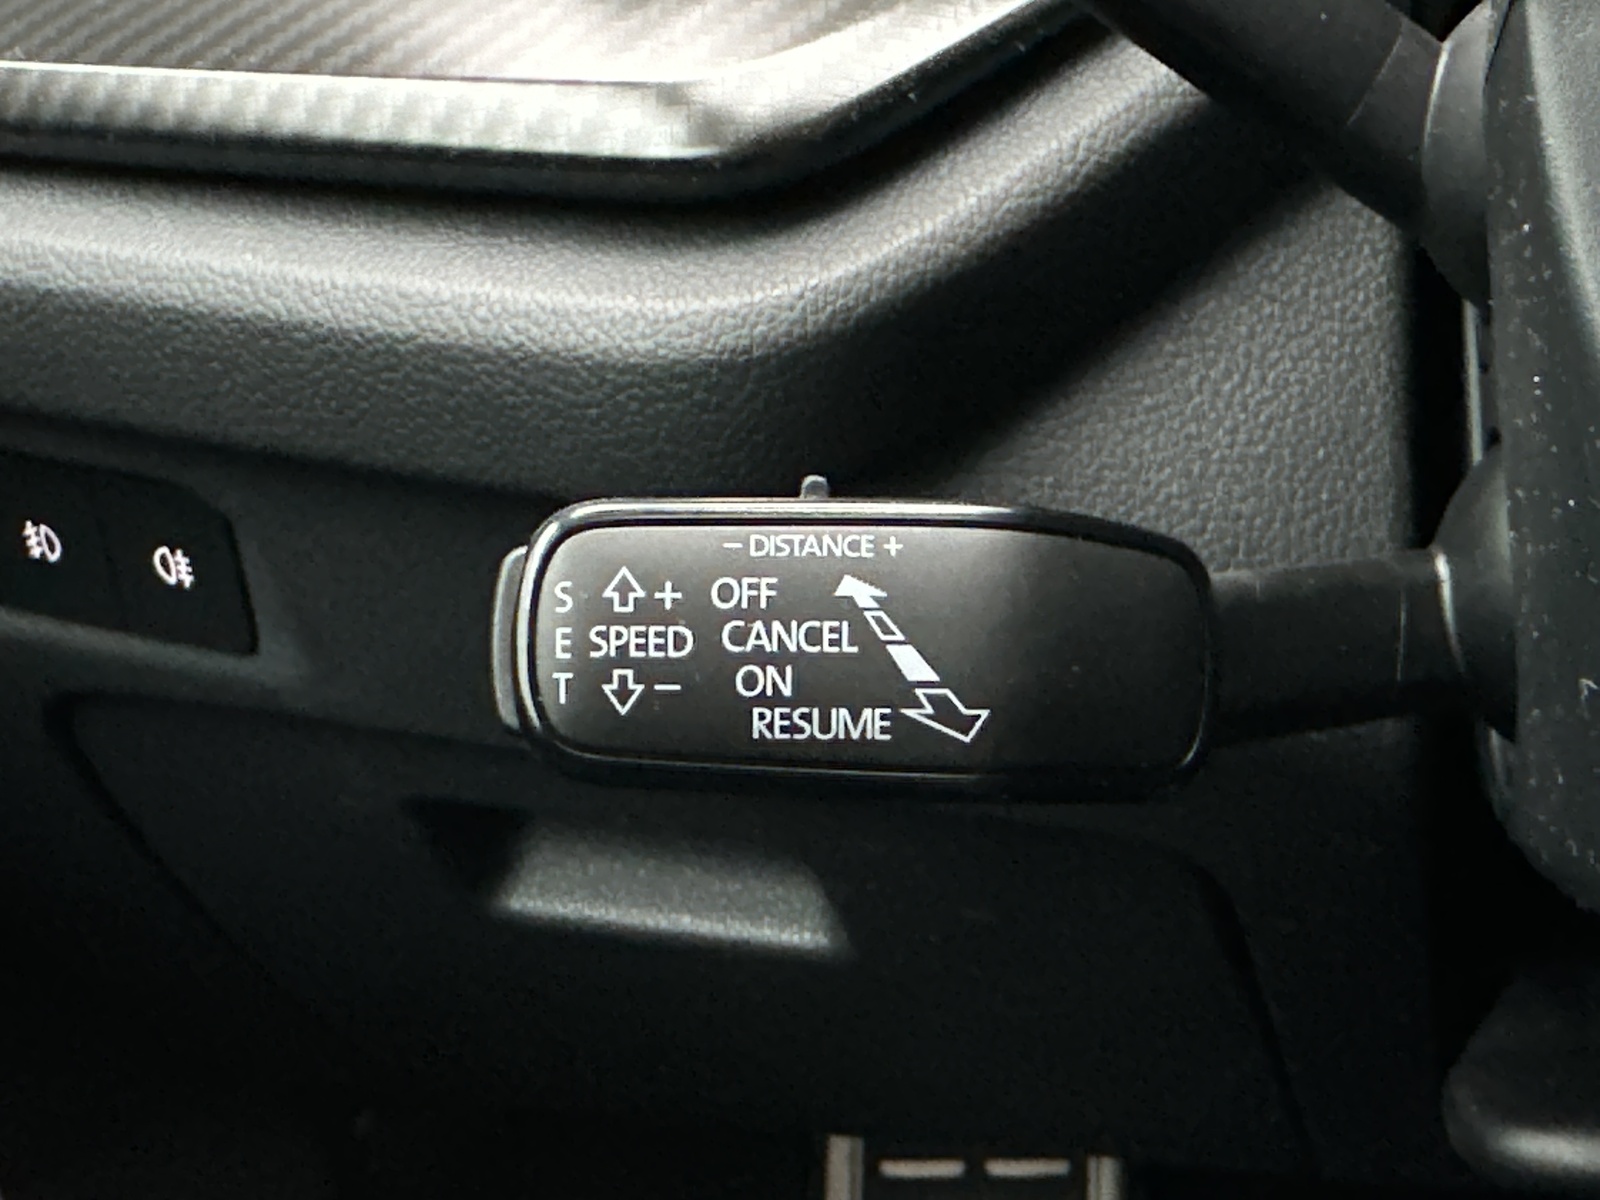 − DISTANCE +
S + OFF
E SPEED CANCEL
T − ON
RESUME